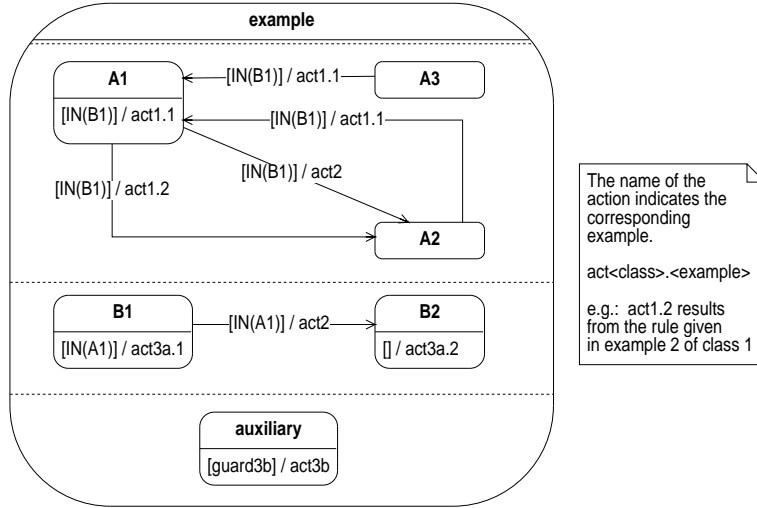 example
A1
[IN(B1)] / act1.1
A3
[IN(B1)] / act1.1
[IN(B1)] / act1.1
[IN(B1)] / act2
[IN(B1)] / act1.2
A2
The name of the
action indicates the
corresponding
example.
act<class>.<example>
e.g.: act1.2 results
from the rule given
in example 2 of class 1
B1
[IN(A1)] / act3a.1
[IN(A1)] / act2
B2
[] / act3a.2
auxiliary
[guard3b] / act3b